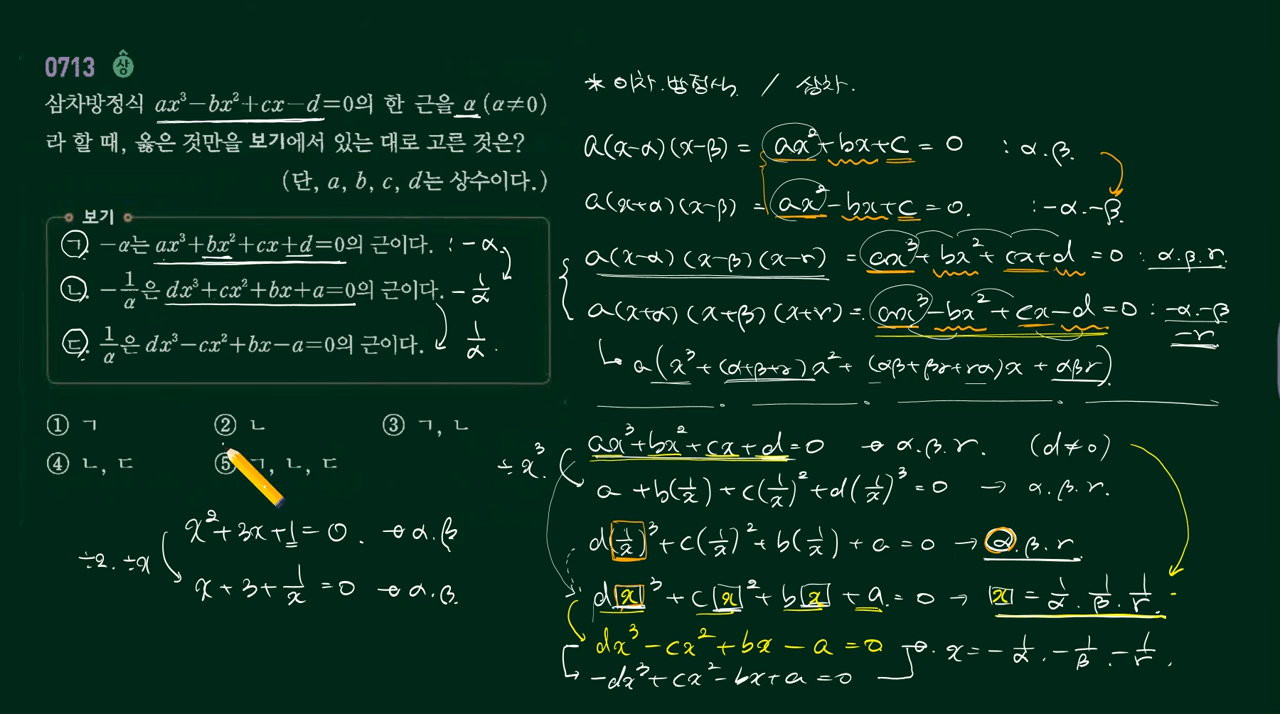 0713 상
삼차방정식 ax³-bx²+cx-d=0의 한 근을 α(α≠0)
라 할 때, 옳은 것만을 보기에서 있는 대로 고른 것은?
(단, a, b, c, d는 상수이다.)
보기
ㄱ. -α는 ax³+bx²+cx+d=0의 근이다. : -α
ㄴ. -1/α은 dx³+cx²+bx+a=0의 근이다. -1/α
ㄷ. 1/α은 dx³-cx²+bx-a=0의 근이다. 1/α.
① ㄱ ② ㄴ ③ ㄱ, ㄴ
④ ㄴ, ㄷ ⑤ ㄱ, ㄴ, ㄷ
x²+3x+1=0. → α.β
÷2. ÷x
x+3+1/x=0 → α.β.
* 이차.방정식 / 삼차.
a(x-α)(x-β) = ax²+bx+c = 0 : α.β.
a(x+α)(x-β) = ax²-bx+c = 0. : -α.-β.
a(x-α)(x-β)(x-r) = ax³+bx²+cx+d = 0 : α.β.r.
a(x+α)(x+β)(x+r) = ax³-bx²+cx-d = 0 : -α.-β
-r
a(x³+(α+β+r)x²+(αβ+βr+rα)x+αβr)
ax³+bx²+cx+d=0 → α.β.r. (d≠0)
÷x³.
a+b(1/x)+c(1/x)²+d(1/x)³=0 → α.β.r.
d(1/x)³+c(1/x)²+b(1/x)+a=0 → α.β.r
d x³+c x²+b x+a=0 → x=1/α.1/β.1/r.
dx³-cx²+bx-a=0 → x=-1/α.-1/β.-1/r.
-dx³+cx²-bx+a=0